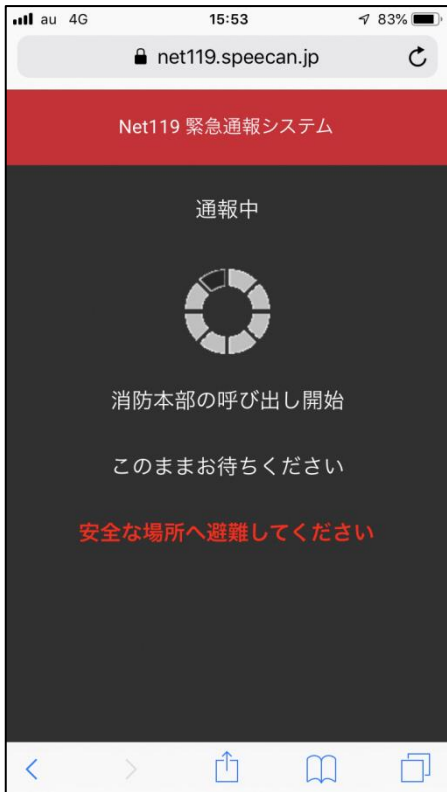 au 4G 15:53 83%
net119.speecan.jp
Net119 緊急通報システム
通報中
消防本部の呼び出し開始
このままお待ちください
安全な場所へ避難してください